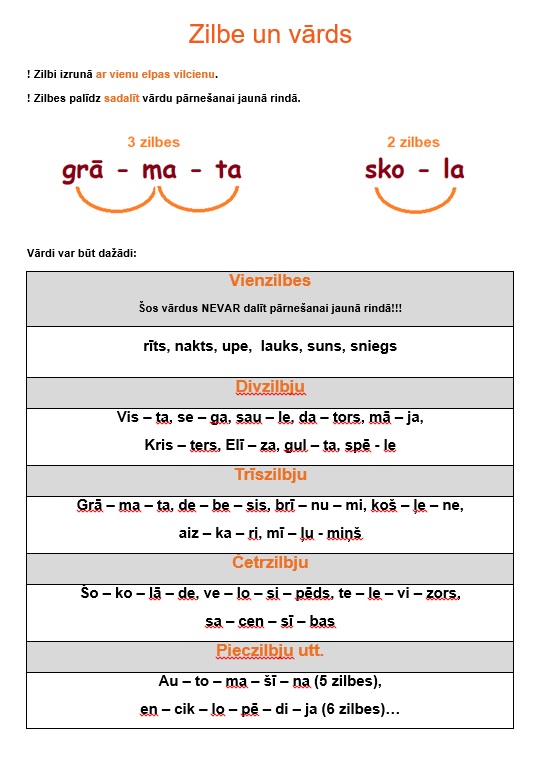 Zilbe un vārds
! Zilbi izrunā ar vienu elpas vilcienu.
! Zilbes palīdz sadalīt vārdu pārnešanai jaunā rindā.
3 zilbes
grā - ma - ta
2 zilbes
sko - la
Vārdi var būt dažādi:
Vienzilbes
Šos vārdus NEVAR dalīt pārnešanai jaunā rindā!!!
rīts, nakts, upe, lauks, suns, sniegs
Divzilbju
Vis – ta, se – ga, sau – le, da – tors, mā – ja,
Kris – ters, Elī – za, gul – ta, spē - le
Trīszilbju
Grā – ma – ta, de – be – sis, brī – nu – mi, koš – ļe – ne,
aiz – ka – ri, mī – ļu - miņš
Četrzilbju
Šo – ko – lā – de, ve – lo – si – pēds, te – le – vi – zors,
sa – cen – sī – bas
Pieczilbju utt.
Au – to – ma – šī – na (5 zilbes),
en – cik – lo – pē – di – ja (6 zilbes)…